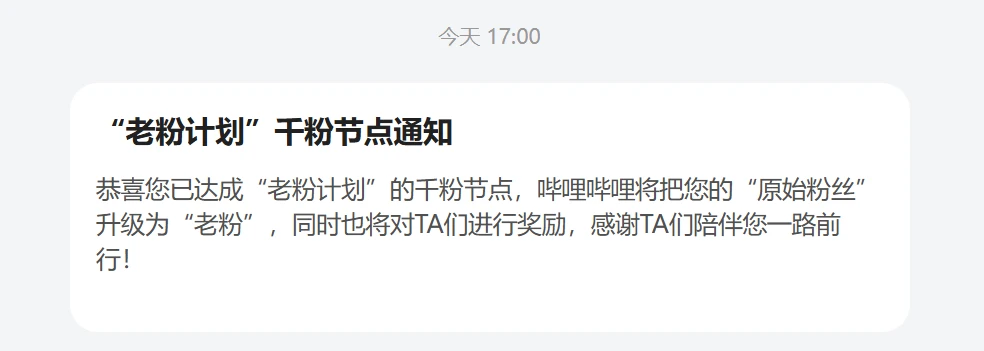 今天 17:00
“老粉计划”千粉节点通知
恭喜您已达成“老粉计划”的千粉节点，哔哩哔哩将把您的“原始粉丝”
升级为“老粉”，同时也将对TA们进行奖励，感谢TA们陪伴您一路前
行！